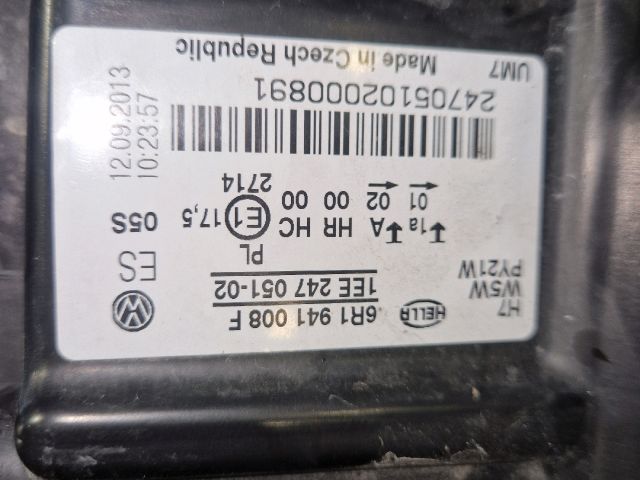 6R1 941 008 F
HELLA
H7
W5W
PY21W
1EE 247 051-02
ES
PL
E1 17,5
HR HC
A
1a
05S
00 00
02
01
2714
12.09.2013
10:23:57
2470510200891
UM7
Made in Czech Republic